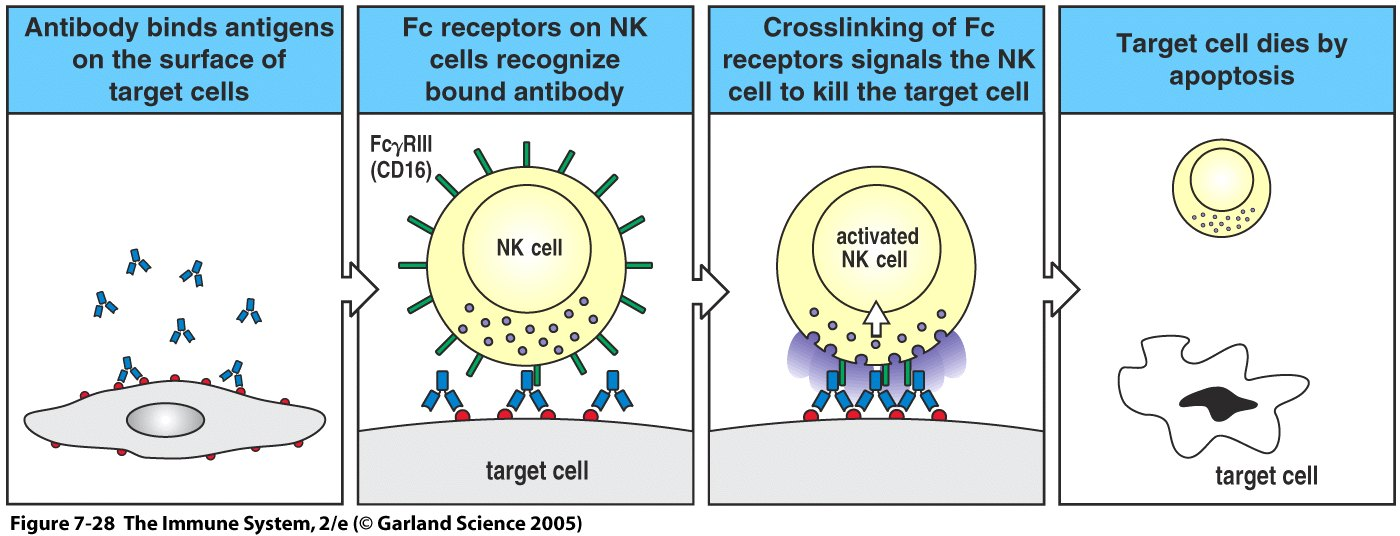 Antibody binds antigens
on the surface of
target cells
Fc receptors on NK
cells recognize
bound antibody
Crosslinking of Fc
receptors signals the NK
cell to kill the target cell
Target cell dies by
apoptosis
FcγRIII
(CD16)
NK cell
target cell
activated
NK cell
target cell
Figure 7-28 The Immune System, 2/e (© Garland Science 2005)